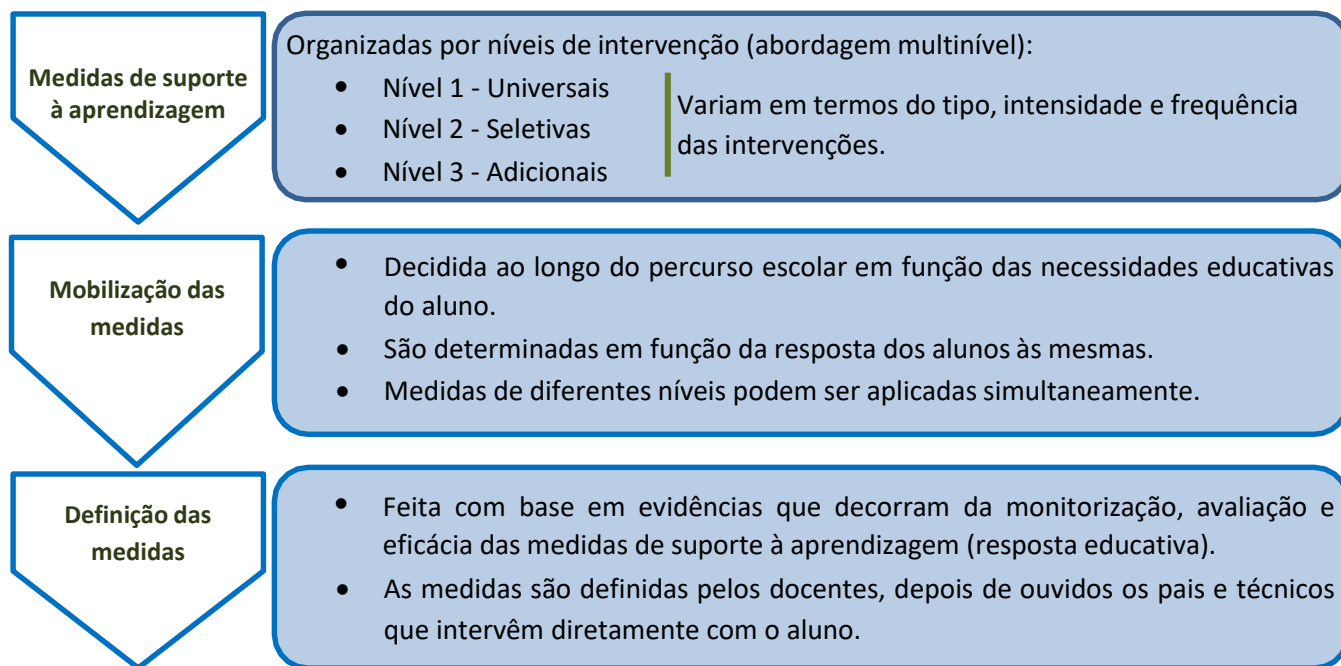 Medidas de suporte
à aprendizagem
Organizadas por níveis de intervenção (abordagem multinível):
• Nível 1 - Universais
• Nível 2 - Seletivas
• Nível 3 - Adicionais
Variam em termos do tipo, intensidade e frequência
das intervenções.
Mobilização das
medidas
• Decidida ao longo do percurso escolar em função das necessidades educativas
do aluno.
• São determinadas em função da resposta dos alunos às mesmas.
• Medidas de diferentes níveis podem ser aplicadas simultaneamente.
Definição das
medidas
• Feita com base em evidências que decorram da monitorização, avaliação e
eficácia das medidas de suporte à aprendizagem (resposta educativa).
• As medidas são definidas pelos docentes, depois de ouvidos os pais e técnicos
que intervêm diretamente com o aluno.